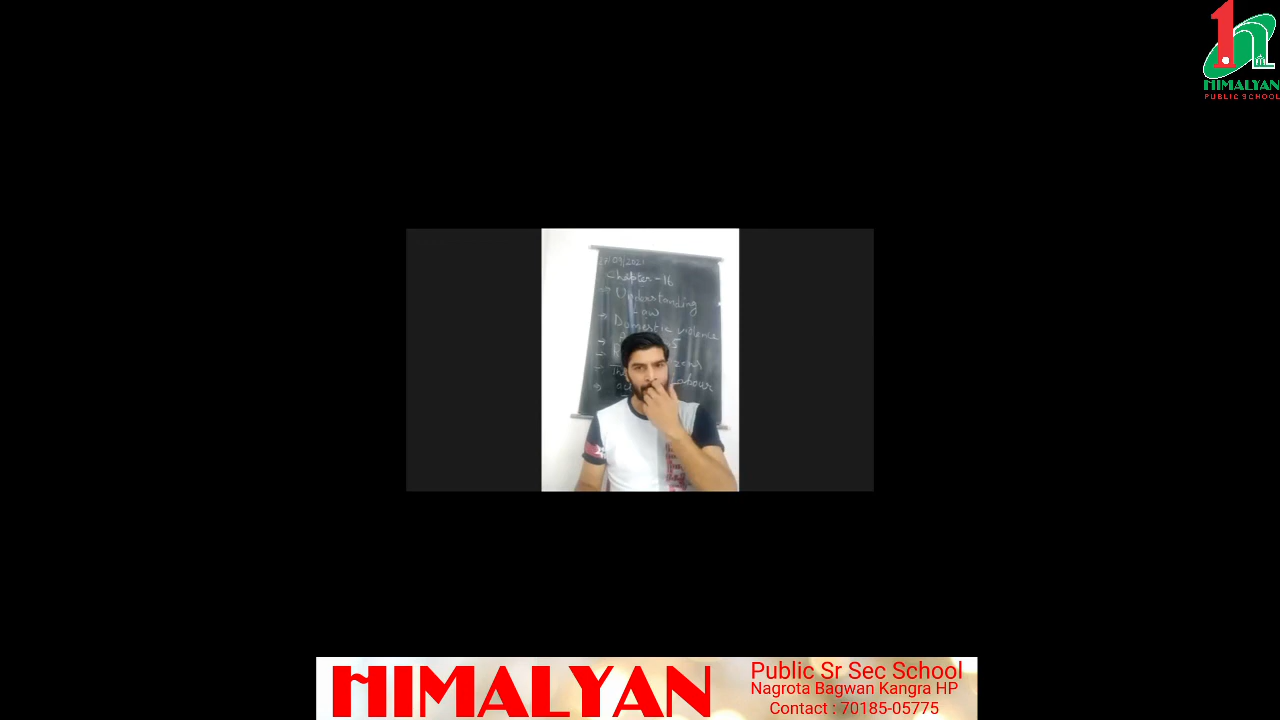 HIMALYAN
PUBLIC SCHOOL
Chapter - 16
Understanding
Law
Domestic violence
Labour
HIMALYAN
Public Sr Sec School
Nagrota Bagwan Kangra HP
Contact : 70185-05775